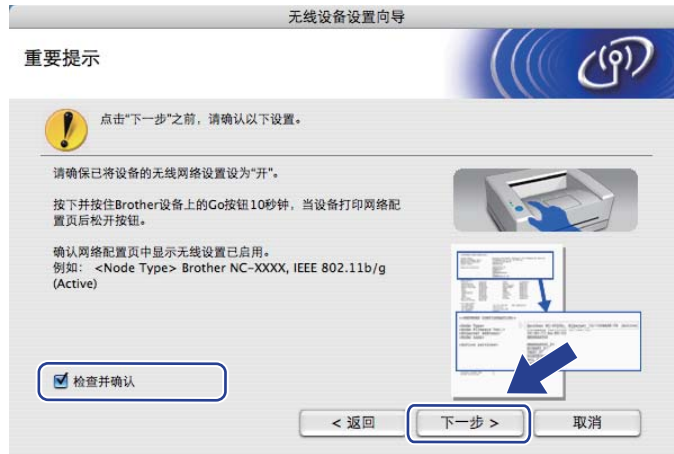 无线设备设置向导
重要提示
点击“下一步”之前，请确认以下设置。
请确保已将设备的无线网络设置设为“开”。
按下并按住Brother设备上的Go按钮10秒钟，当设备打印网络配
置页后松开按钮。
确认网络配置页中显示无线设置已启用。
例如： <Node Type> Brother NC-XXXX, IEEE 802.11b/g
(Active)
检查并确认
< 返回
下一步 >
取消